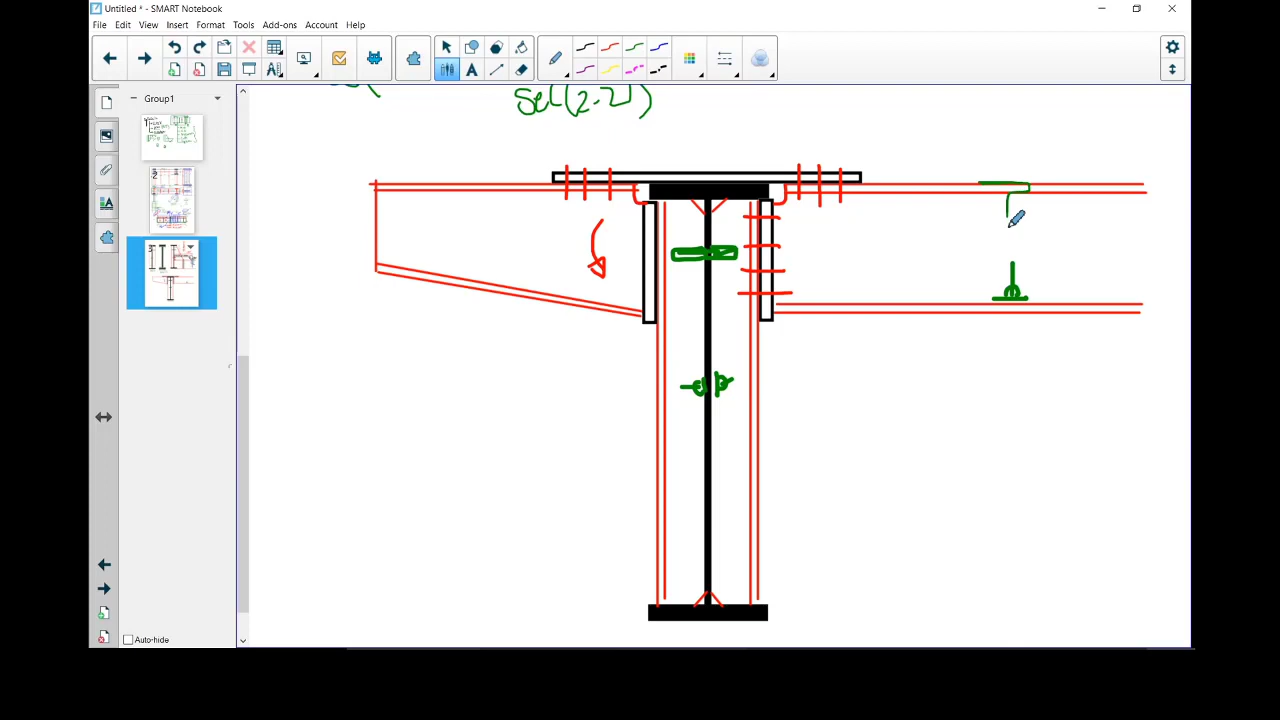 Untitled * - SMART Notebook
File Edit View Insert Format Tools Add-ons Account Help
Group1
Sec(2-2)
Auto-hide